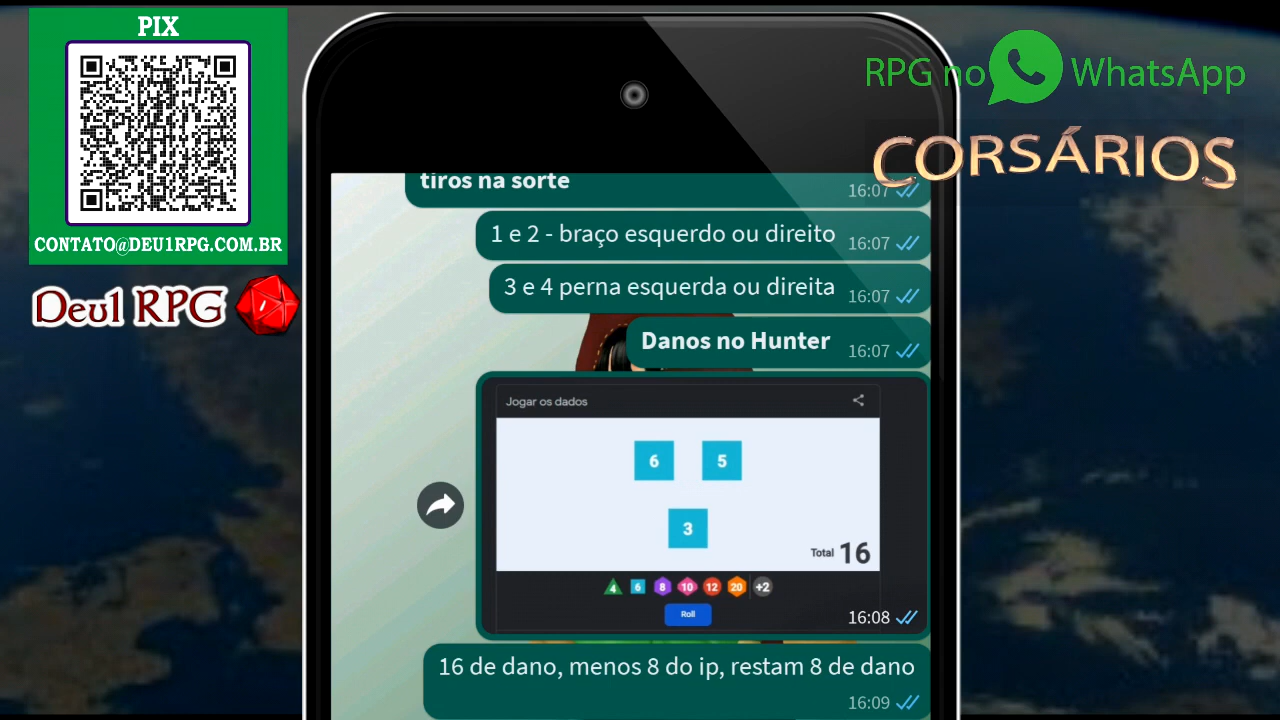 PIX
CONTATO@DEU1RPG.COM.BR
Deu1 RPG
RPG no WhatsApp
CORSÁRIOS
tiros na sorte
16:07
1 e 2 - braço esquerdo ou direito
16:07
3 e 4 perna esquerda ou direita
16:07
Danos no Hunter
16:07
Jogar os dados
6 5
3
Total 16
4 6 8 10 12 20 +2
Roll
16:08
16 de dano, menos 8 do ip, restam 8 de dano
16:09